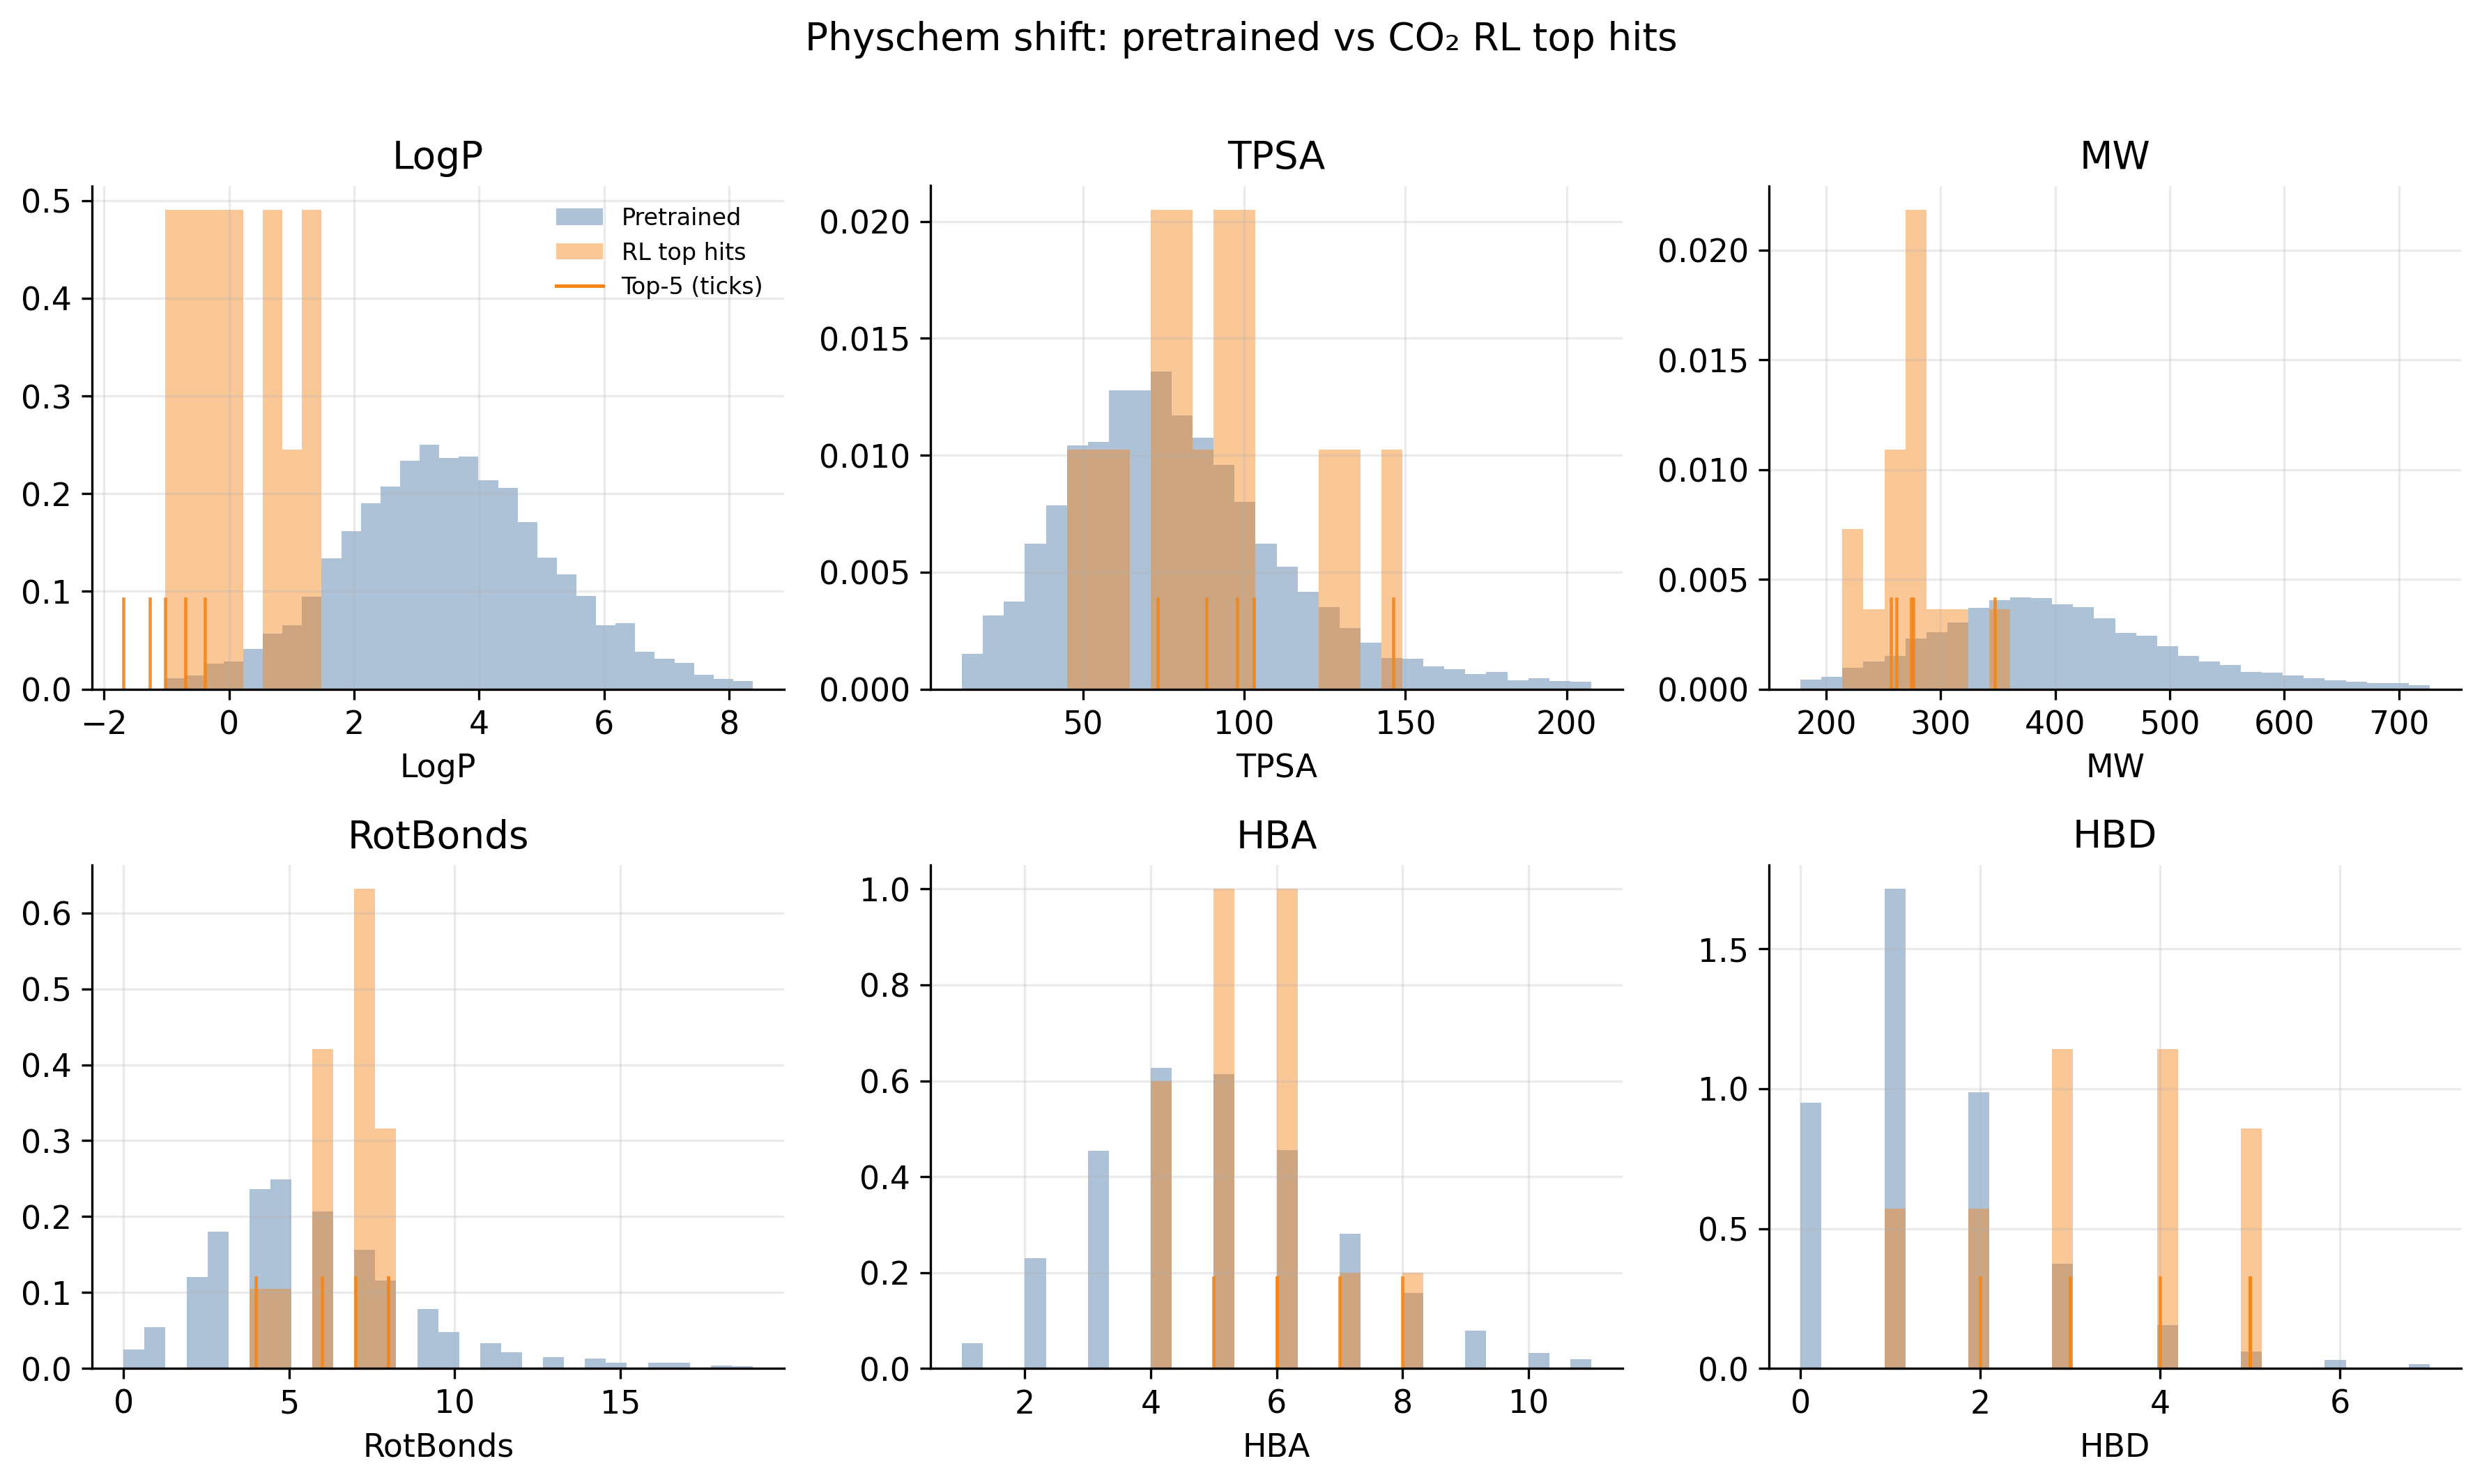 Physchem shift: pretrained vs CO₂ RL top hits
LogP
0.5
0.4
0.3
0.2
0.1
0.0
Pretrained
RL top hits
Top-5 (ticks)
−2 0 2 4 6 8
LogP
TPSA
0.020
0.015
0.010
0.005
0.000
50 100 150 200
TPSA
MW
0.020
0.015
0.010
0.005
0.000
200 300 400 500 600 700
MW
RotBonds
0.6
0.5
0.4
0.3
0.2
0.1
0.0
0 5 10 15
RotBonds
HBA
1.0
0.8
0.6
0.4
0.2
0.0
2 4 6 8 10
HBA
HBD
1.5
1.0
0.5
0.0
0 2 4 6
HBD